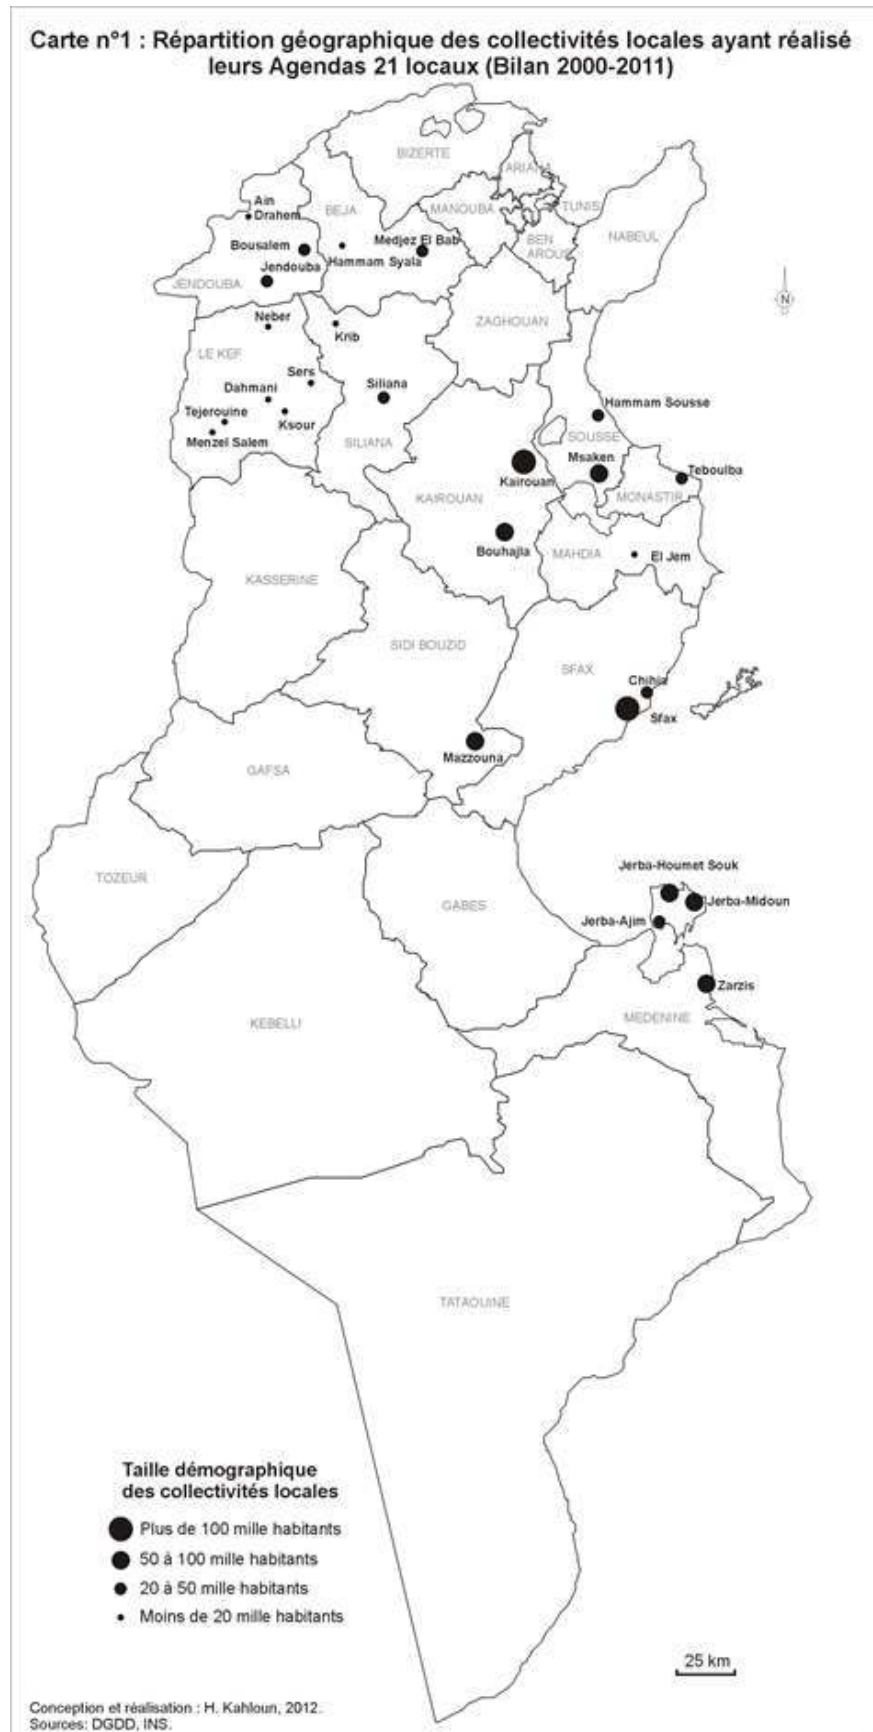 Carte n°1 : Répartition géographique des collectivités locales ayant réalisé
leurs Agendas 21 locaux (Bilan 2000-2011)
BIZERTE
ARIANA
Ain
Drahem
BEJA
MANOUBA
TUNIS
NABEUL
Bousalem
Medjez El Bab
BEN
AROUS
Hammam Syala
Jendouba
JENDOUBA
N
Neber
Krib
ZAGHOUAN
LE KEF
Sers
Dahmani
Siliana
Tejerouine
Ksour
Menzel Salem
SILIANA
Hammam Sousse
SOUSSE
Msaken
Teboulba
Kairouan
KAIROUAN
MONASTIR
Bouhajla
MAHDIA
El Jem
KASSERINE
SIDI BOUZID
SFAX
Chihia
Sfax
Mazzouna
GAFSA
TOZEUR
Jerba-Houmet Souk
GABES
Jerba-Midoun
Jerba-Ajim
Zarzis
KEBELLI
MEDENINE
TATAOUINE
Taille démographique
des collectivités locales
Plus de 100 mille habitants
50 à 100 mille habitants
20 à 50 mille habitants
Moins de 20 mille habitants
25 km
Conception et réalisation : H. Kahloun, 2012.
Sources: DGDD, INS.